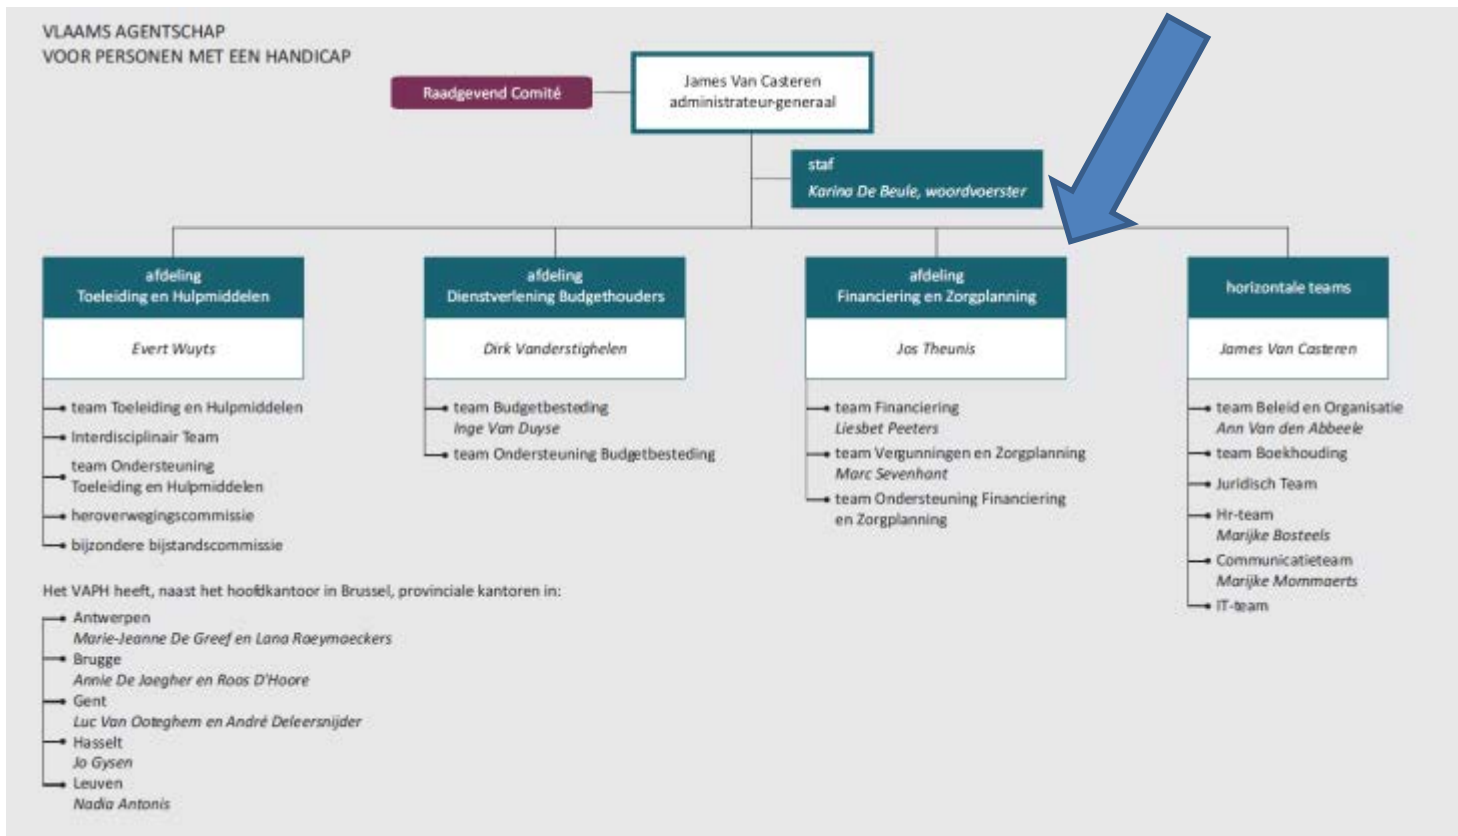 VLAAMS AGENTSCHAP
VOOR PERSONEN MET EEN HANDICAP
Raadgevend Comité
James Van Casteren
administrateur-generaal
staf
Karina De Beule, woordvoerster
afdeling
Toeleiding en Hulpmiddelen
Evert Wuyts
team Toeleiding en Hulpmiddelen
Interdisciplinair Team
team Ondersteuning
Toeleiding en Hulpmiddelen
heroverwegingscommissie
bijzondere bijstandscommissie
afdeling
Dienstverlening Budgethouders
Dirk Vanderstighelen
team Budgetbesteding
Inge Van Duyse
team Ondersteuning Budgetbesteding
afdeling
Financiering en Zorgplanning
Jos Theunis
team Financiering
Liesbet Peeters
team Vergunningen en Zorgplanning
Marc Sevenhant
team Ondersteuning Financiering
en Zorgplanning
horizontale teams
James Van Casteren
team Beleid en Organisatie
Ann Van den Abbeele
team Boekhouding
Juridisch Team
Hr-team
Marijke Bosteels
Communicatieteam
Marijke Mommaerts
IT-team
Het VAPH heeft, naast het hoofdkantoor in Brussel, provinciale kantoren in:
Antwerpen
Marie-Jeanne De Greef en Lana Raeymaeckers
Brugge
Annie De Jaegher en Roos D'Hoore
Gent
Luc Van Ooteghem en André Deleersnijder
Hasselt
Jo Gysen
Leuven
Nadia Antonis